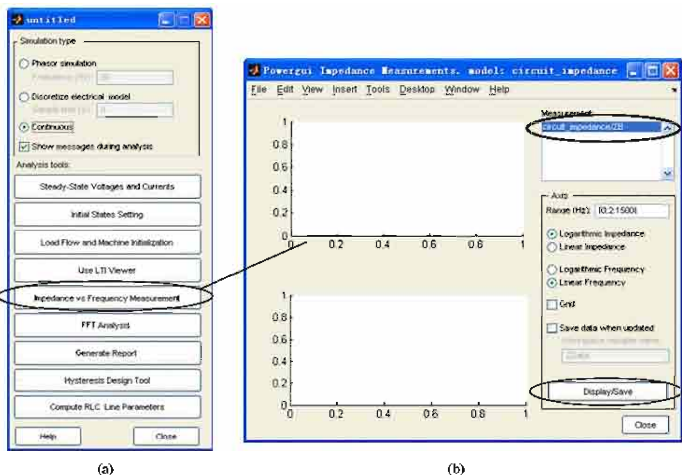 untitled
Simulation type
Phasor simulation
Discretize electrical model
Continuous
Show messages during analysis
Analysis tools:
Steady-State Voltages and Currents
Initial States Setting
Load Flow and Machine Initialization
Use LTI Viewer
Impedance vs Frequency Measurement
FFT Analysis
Generate Report
Hysteresis Design Tool
Compute RLC Line Parameters
Help
Close
(a)
Powergui Impedance Measurements. model: circuit_impedance
File Edit View Insert Tools Desktop Window Help
1
0.8
0.6
0.4
0.2
0
0 0.2 0.4 0.6 0.8 1
1
0.8
0.6
0.4
0.2
0
0 0.2 0.4 0.6 0.8 1
Measurement:
circuit_impedance/ZB
Axis
Range (Hz): [0:2:1500]
Logarithmic Impedance
Linear Impedance
Logarithmic Frequency
Linear Frequency
Grid
Save data when updated
Display/Save
Close
(b)